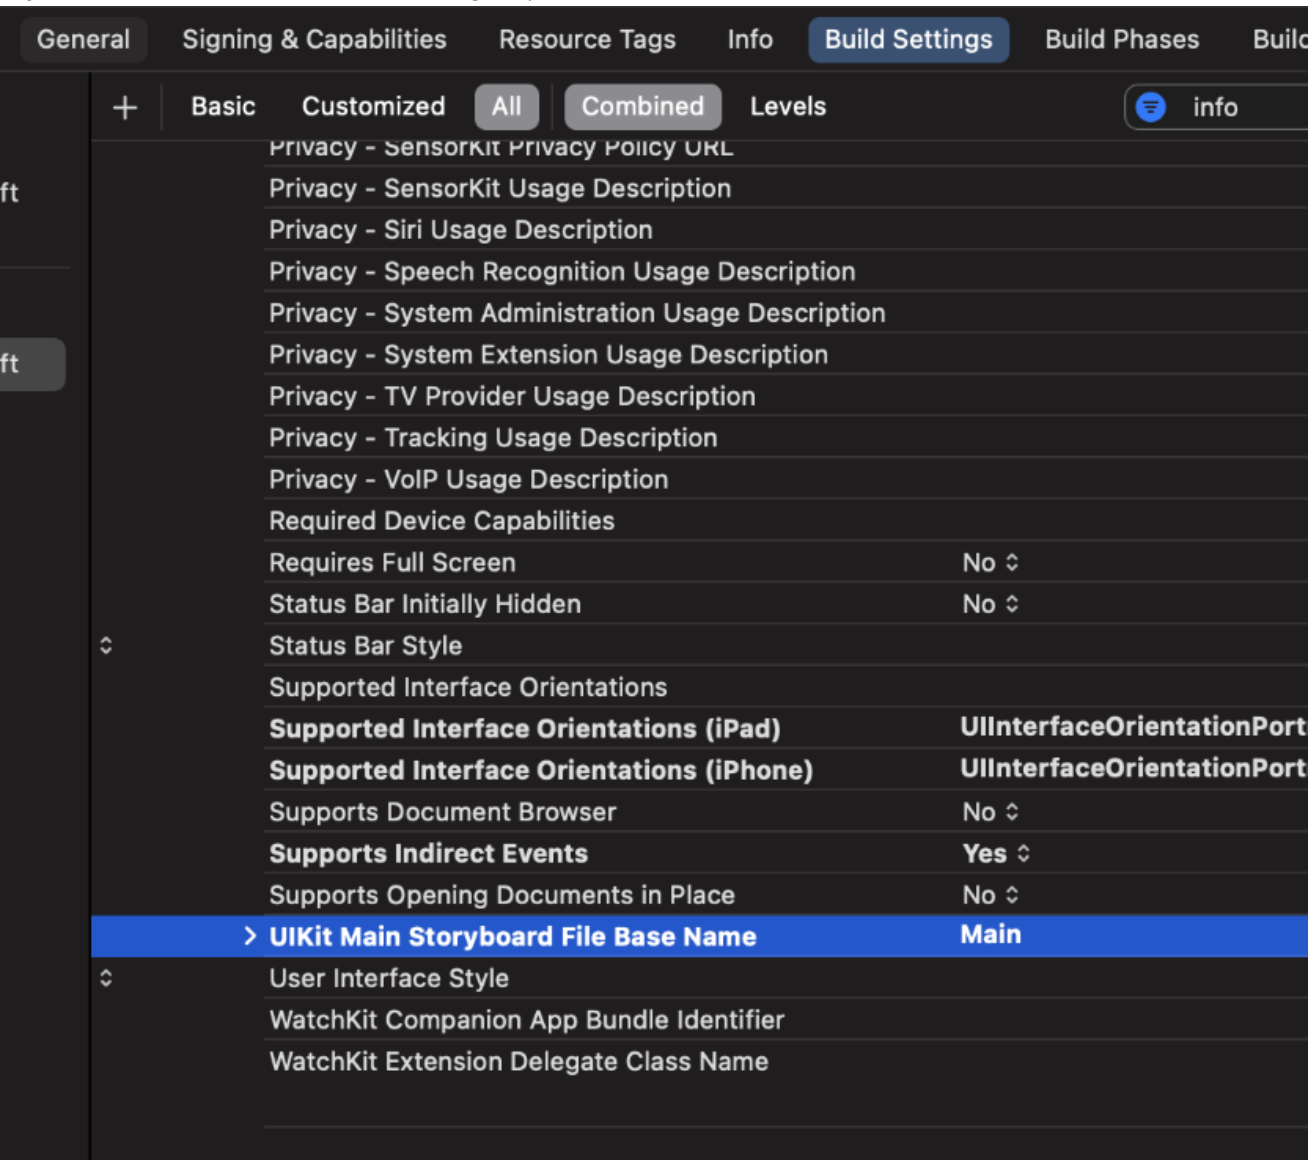 General Signing & Capabilities Resource Tags Info Build Settings Build Phases Build
+ Basic Customized All Combined Levels info
Privacy - SensorKit Privacy Policy URL
ft
Privacy - SensorKit Usage Description
Privacy - Siri Usage Description
Privacy - Speech Recognition Usage Description
Privacy - System Administration Usage Description
ft
Privacy - System Extension Usage Description
Privacy - TV Provider Usage Description
Privacy - Tracking Usage Description
Privacy - VoIP Usage Description
Required Device Capabilities
Requires Full Screen No
Status Bar Initially Hidden No
Status Bar Style
Supported Interface Orientations
Supported Interface Orientations (iPad) UIInterfaceOrientationPort
Supported Interface Orientations (iPhone) UIInterfaceOrientationPort
Supports Document Browser No
Supports Indirect Events Yes
Supports Opening Documents in Place No
UIKit Main Storyboard File Base Name Main
User Interface Style
WatchKit Companion App Bundle Identifier
WatchKit Extension Delegate Class Name